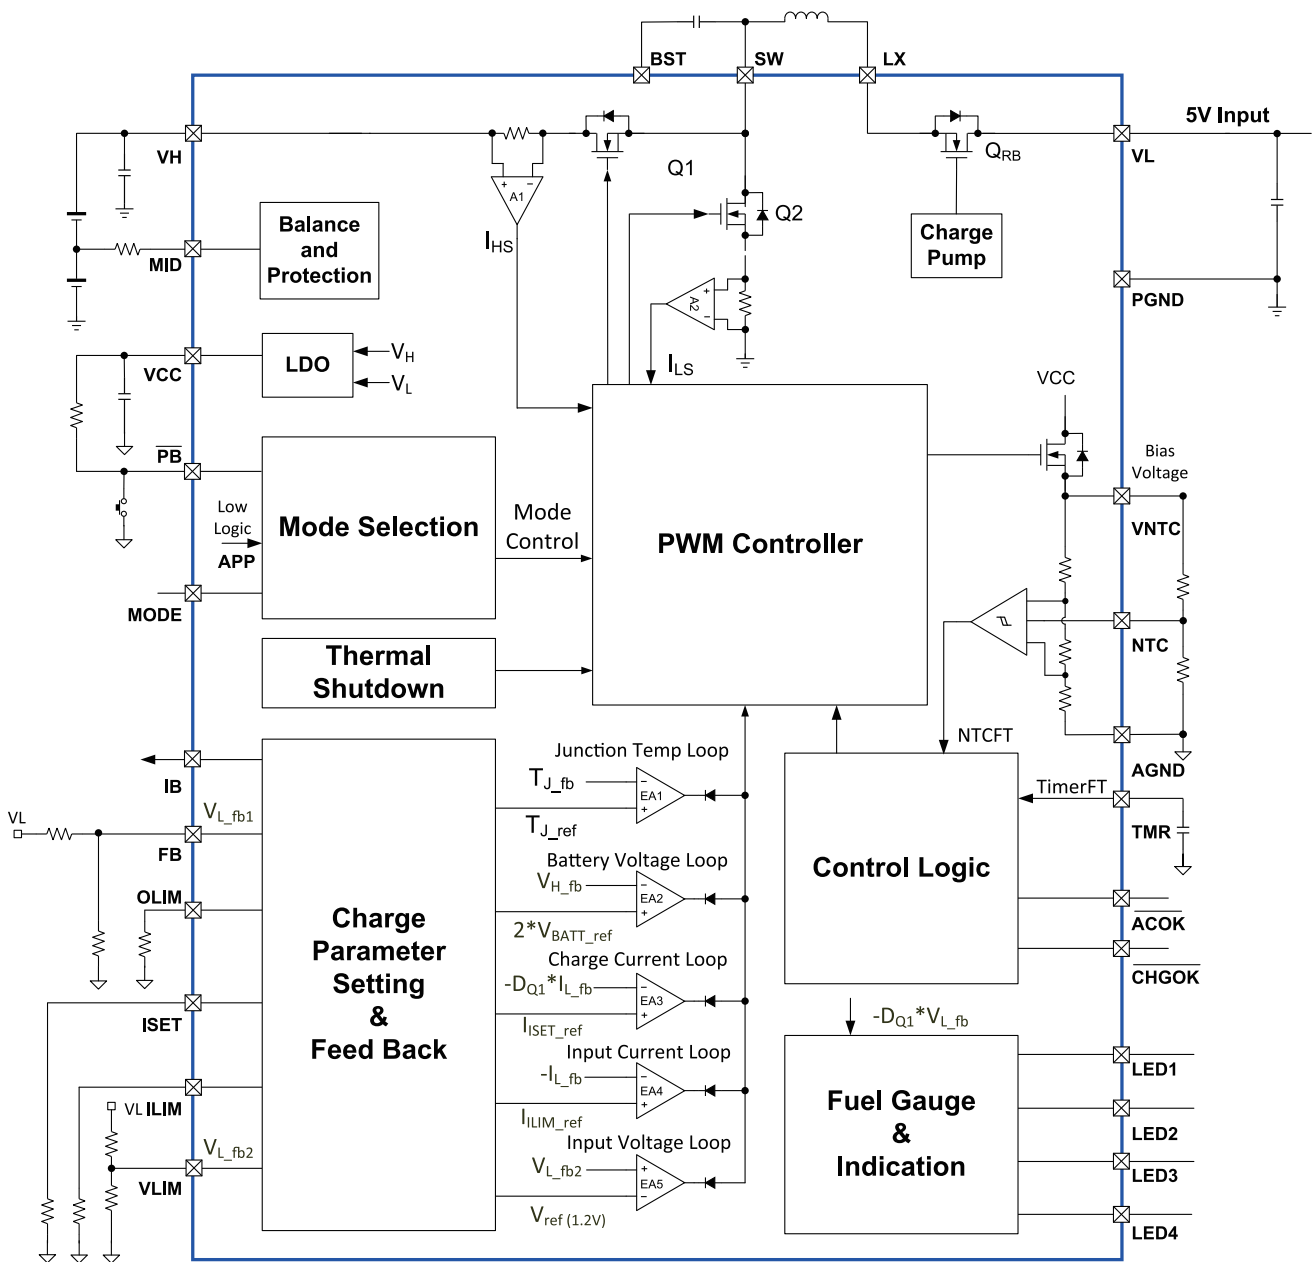 BST
SW
LX
5V Input
VH
VL
Q1
QRB
A1
+ −
Q2
IHS
Balance
and
Protection
MID
Charge
Pump
PGND
A2
+
−
ILS
VCC
LDO
VH
VL
VCC
PB
Bias
Voltage
VNTC
Low
Logic
APP
Mode Selection
Mode
Control
PWM Controller
MODE
NTC
Thermal
Shutdown
NTCFT
AGND
IB
Junction Temp Loop
TJ_fb
−
EA1
+
TJ_ref
TimerFT
TMR
VL
VL_fb1
FB
Battery Voltage Loop
VH_fb
−
EA2
+
2*VBATT_ref
Control Logic
OLIM
ACOK
Charge
Parameter
Setting
&
Feed Back
Charge Current Loop
-DQ1*IL_fb
−
EA3
+
IISET_ref
CHGOK
ISET
-DQ1*VL_fb
Input Current Loop
-IL_fb
−
EA4
+
IILIM_ref
LED1
VL
ILIM
Fuel Gauge
&
Indication
LED2
VL_fb2
VLIM
Input Voltage Loop
VL_fb2
+
EA5
−
Vref (1.2V)
LED3
LED4